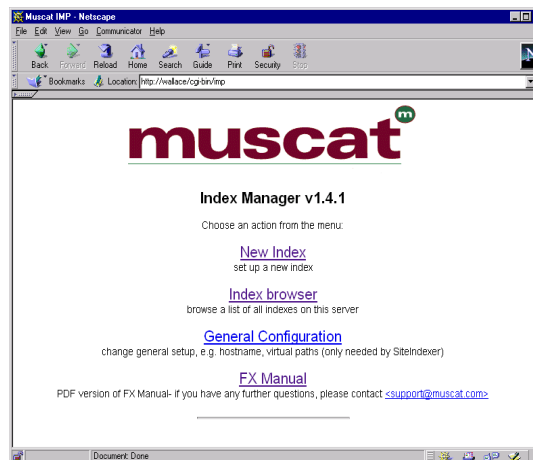 Muscat IMP - Netscape
File Edit View Go Communicator Help
Back Forward Reload Home Search Guide Print Security Stop
Bookmarks Location: http://wallace/cgi-bin/imp
muscat m
Index Manager v1.4.1
Choose an action from the menu:
New Index
set up a new index
Index browser
browse a list of all indexes on this server
General Configuration
change general setup, e.g. hostname, virtual paths (only needed by SiteIndexer)
FX Manual
PDF version of FX Manual- if you have any further questions, please contact <support@muscat.com>
Document: Done